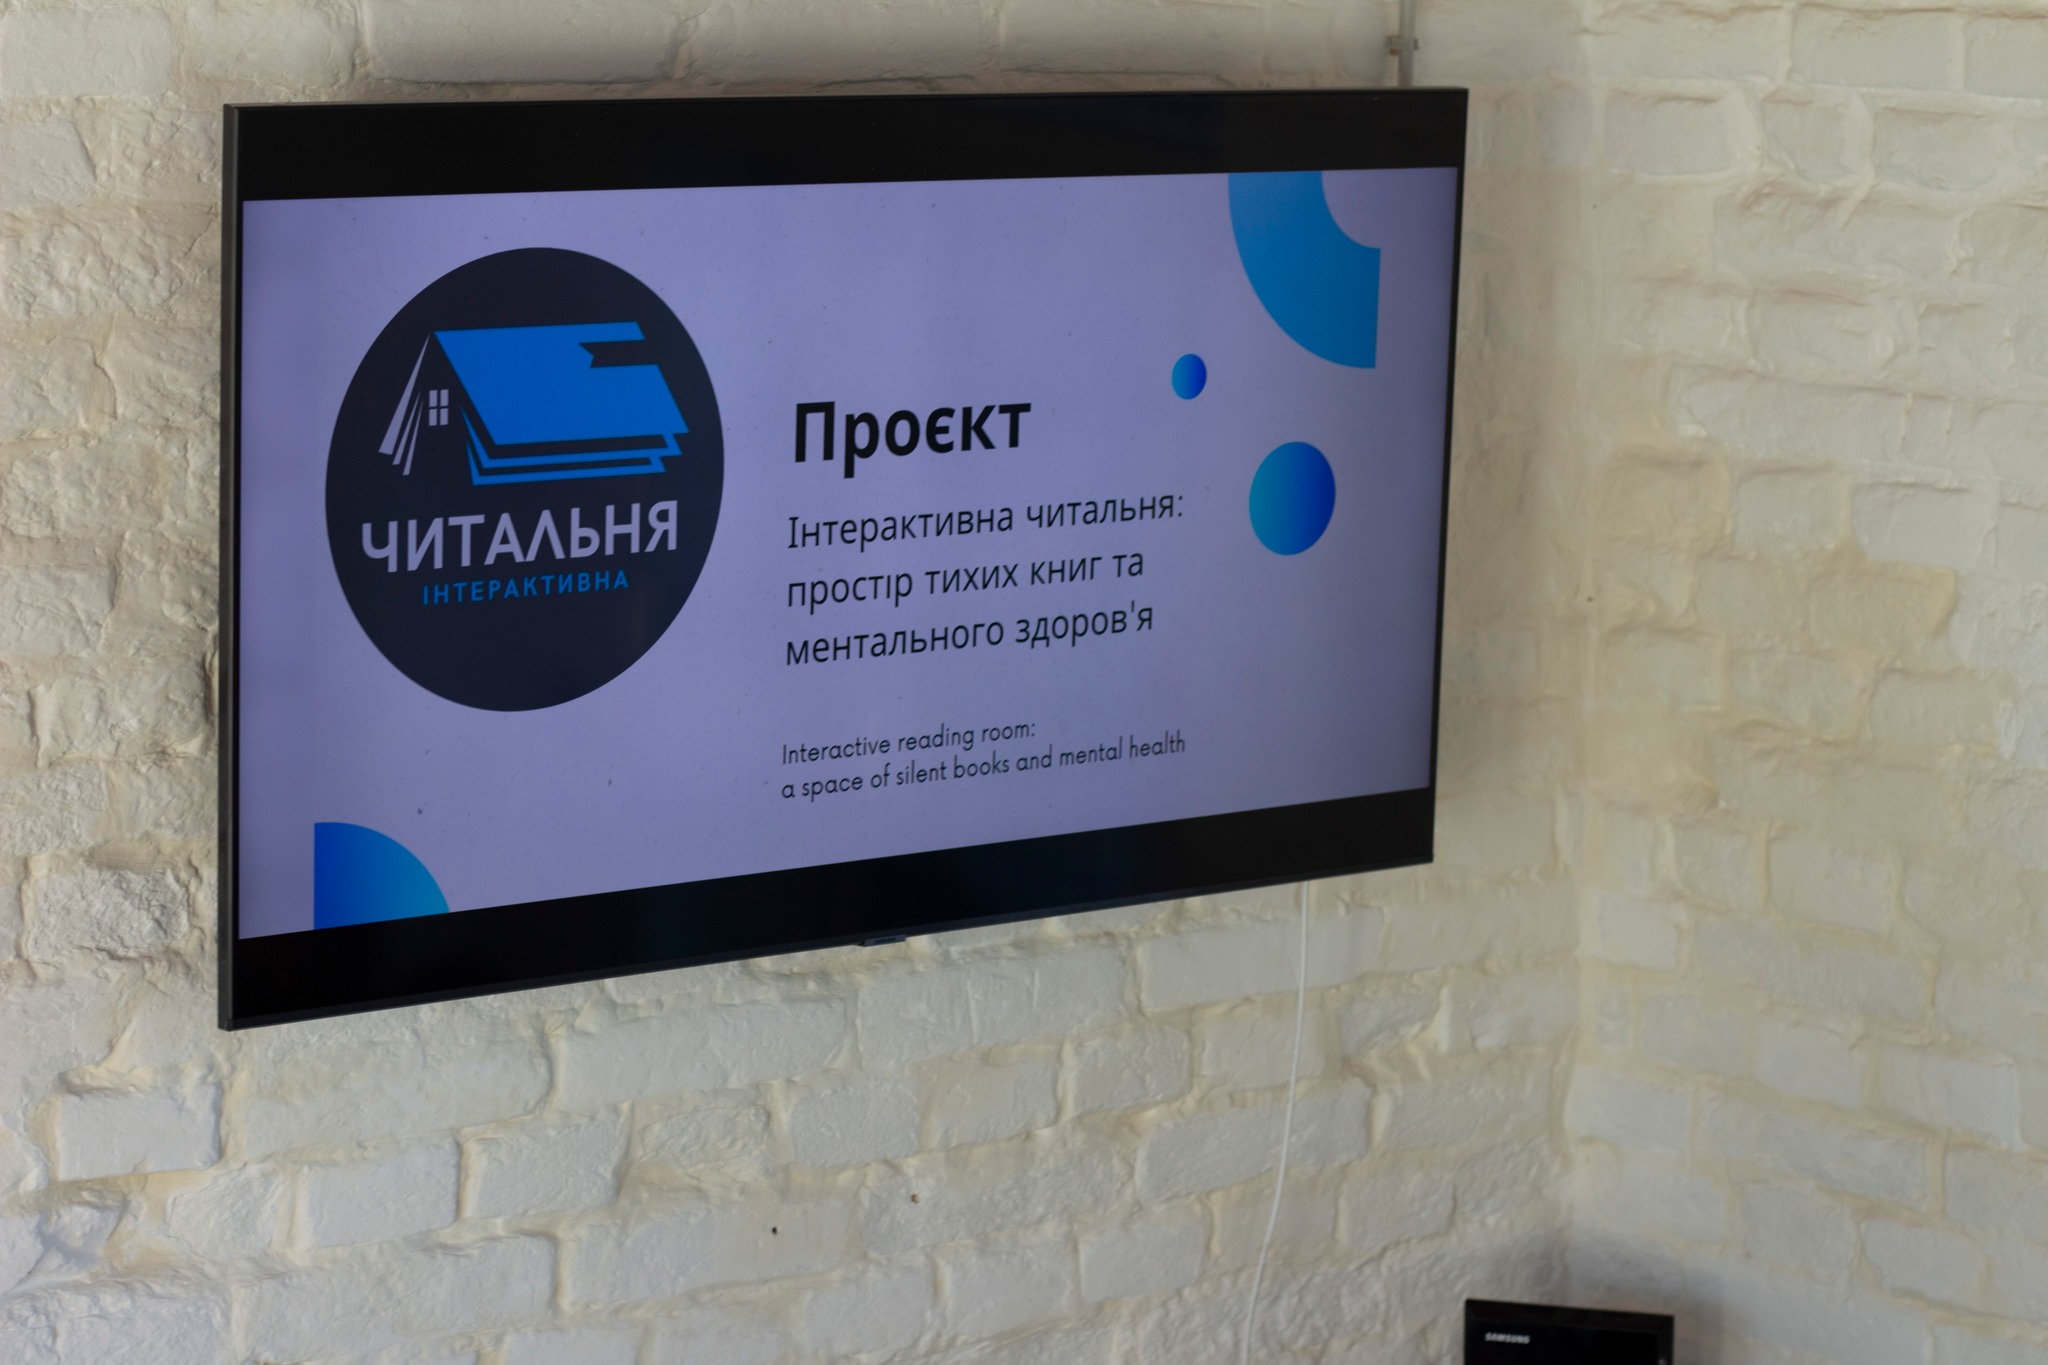 ЧИТАЛЬНЯ
ІНТЕРАКТИВНА
Проєкт
Інтерактивна читальня:
простір тихих книг та
ментального здоров'я
Interactive reading room:
a space of silent books and mental health
SAMSUNG